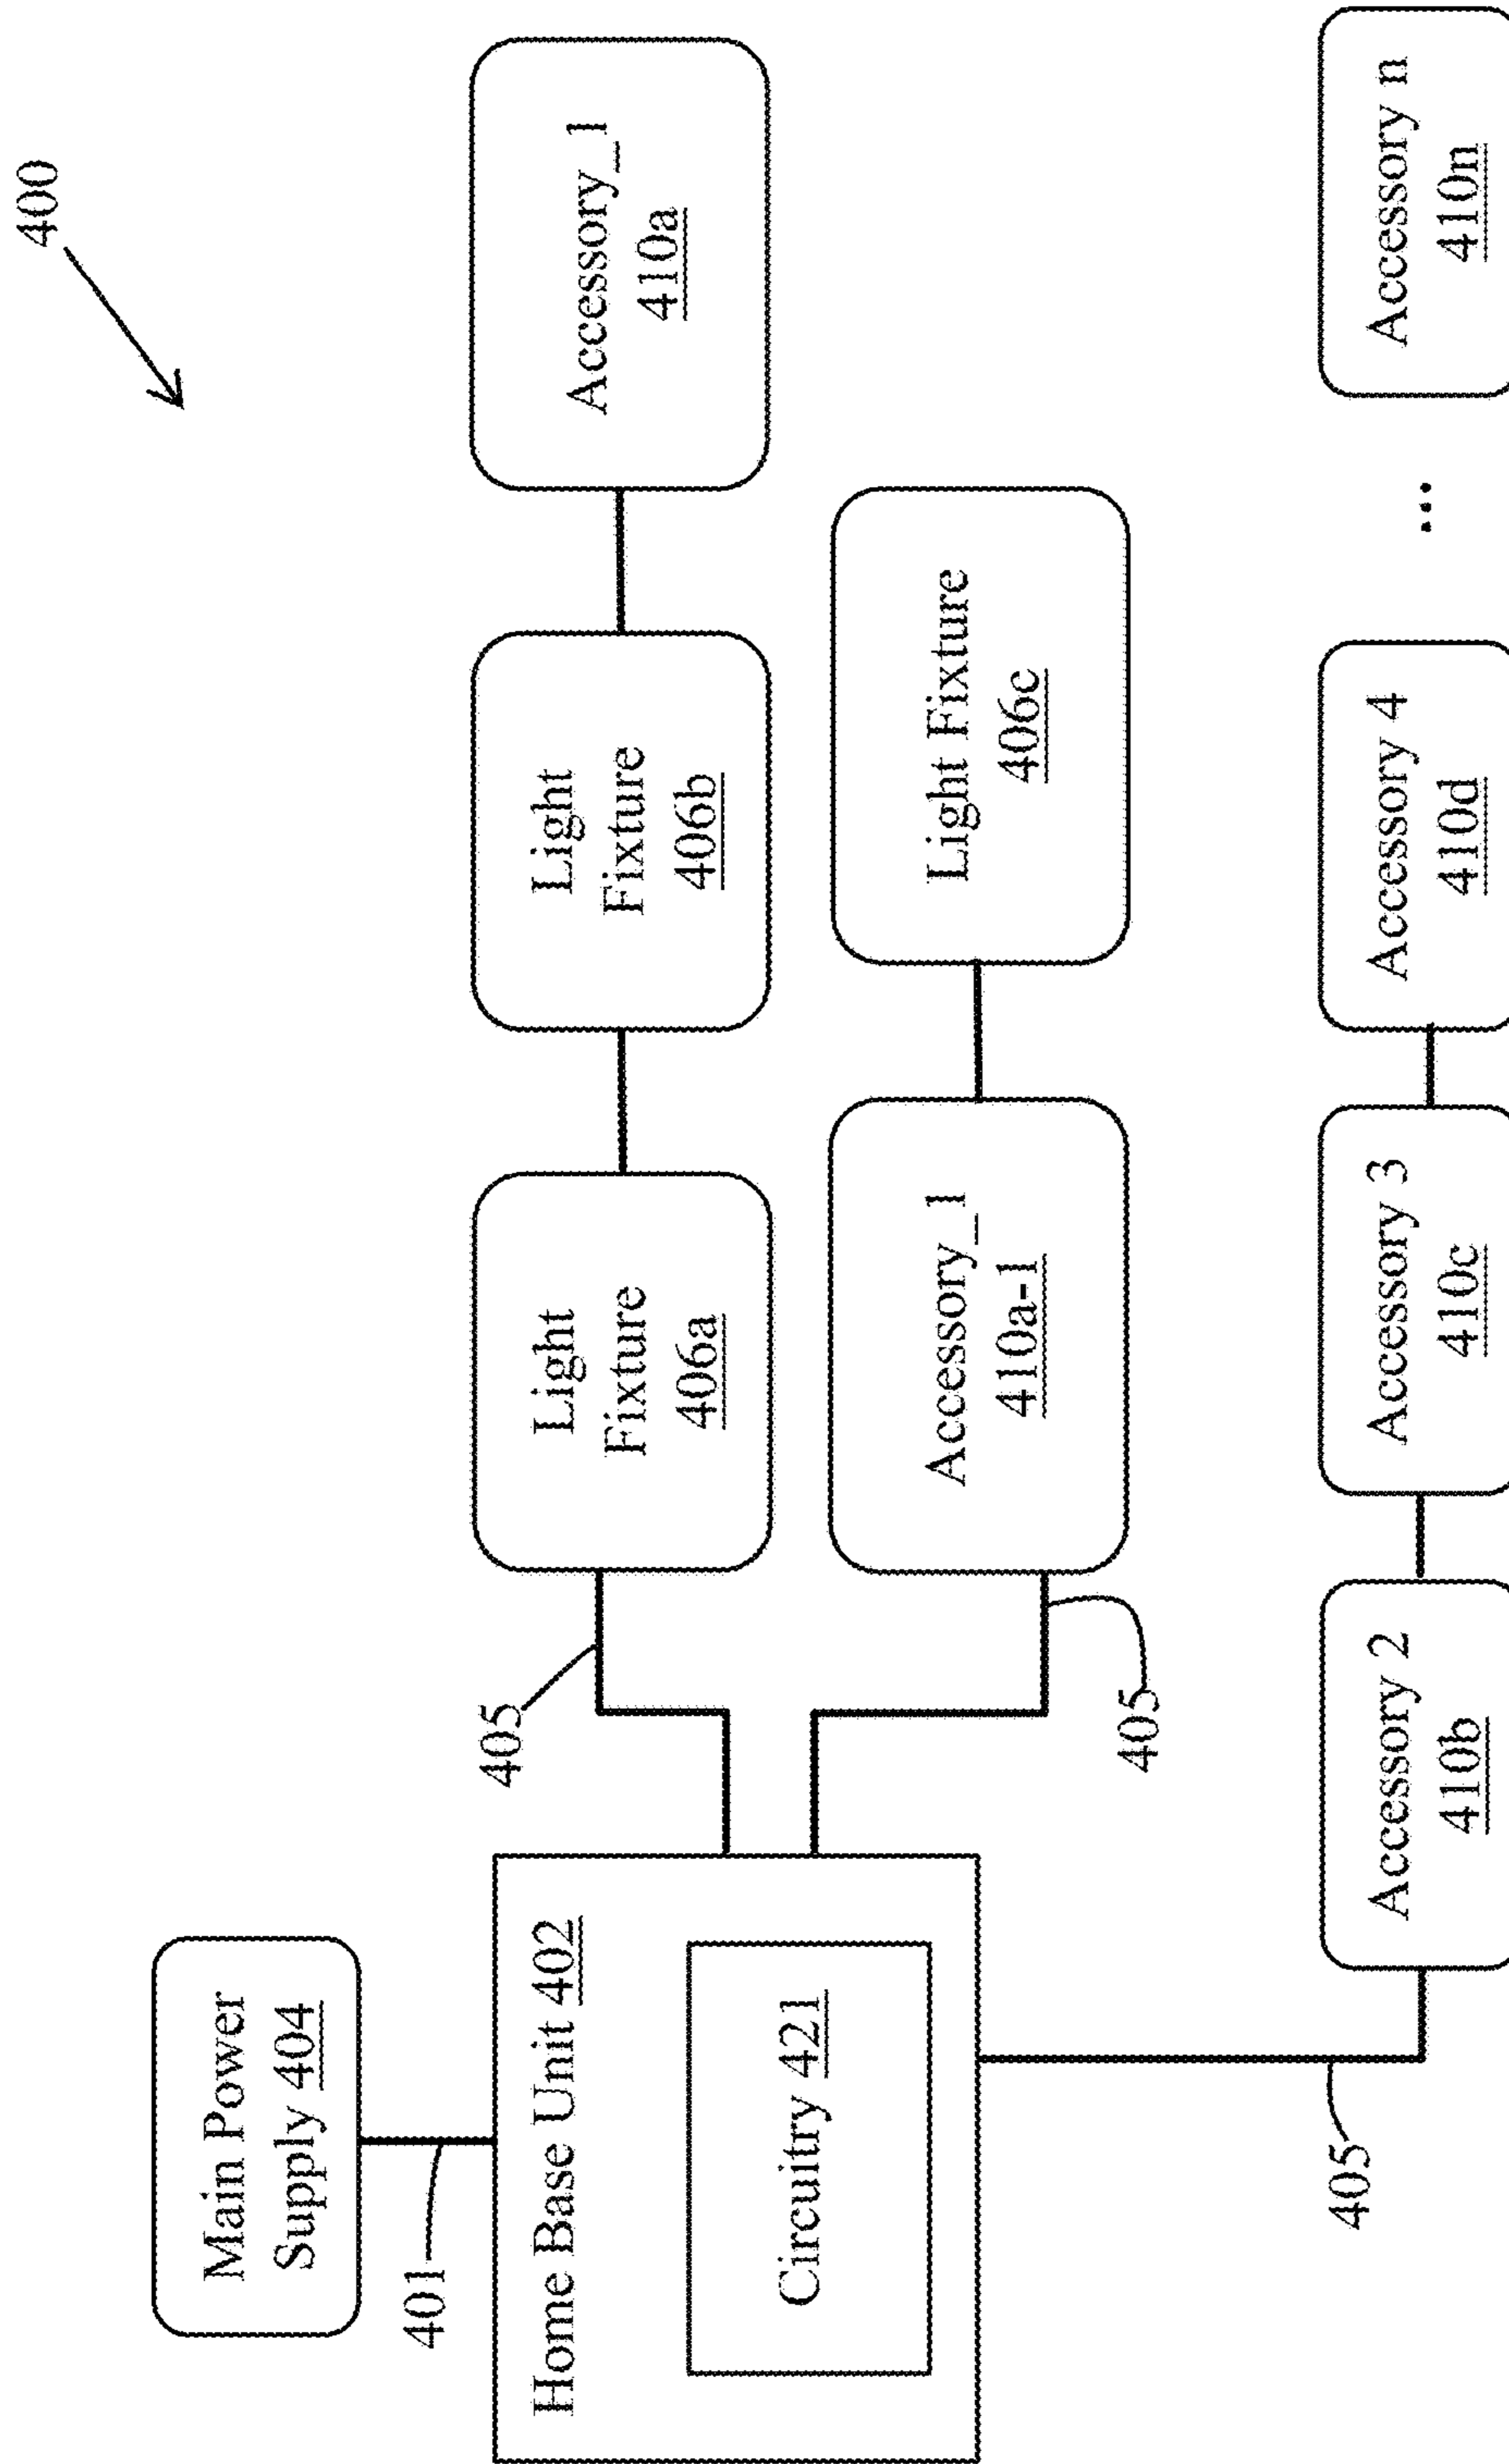 400
Main Power
Supply 404
401
Home Base Unit 402
Circuitry 421
405
Light
Fixture
406a
Light
Fixture
406b
Accessory_1
410a
405
Accessory_1
410a-1
Light Fixture
406c
405
Accessory 2
410b
Accessory 3
410c
Accessory 4
410d
...
Accessory n
410n